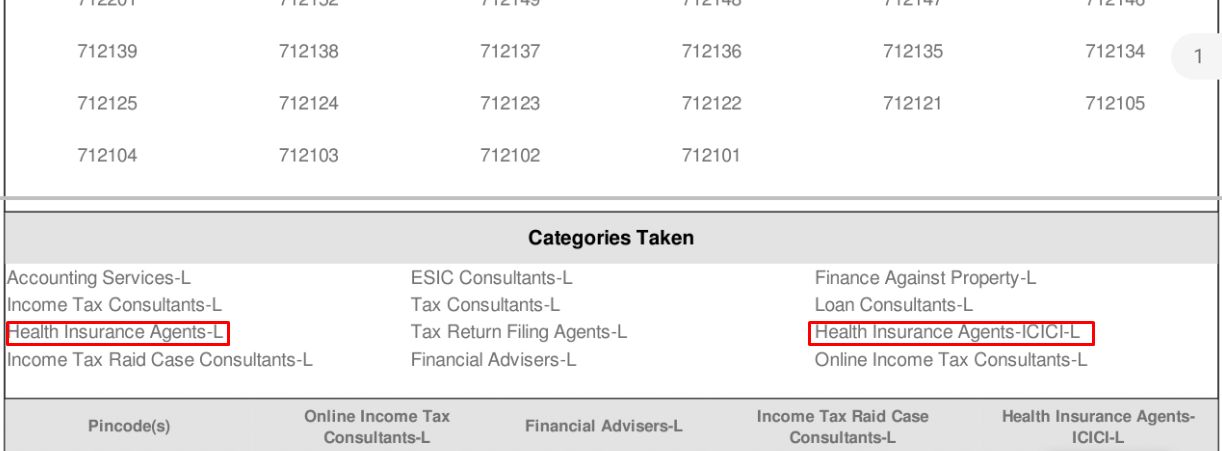 712139 712138 712137 712136 712135 712134
1
712125 712124 712123 712122 712121 712105
712104 712103 712102 712101
Categories Taken
Accounting Services-L ESIC Consultants-L Finance Against Property-L
Income Tax Consultants-L Tax Consultants-L Loan Consultants-L
Health Insurance Agents-L Tax Return Filing Agents-L Health Insurance Agents-ICICI-L
Income Tax Raid Case Consultants-L Financial Advisers-L Online Income Tax Consultants-L
Pincode(s) Online Income Tax Consultants-L Financial Advisers-L Income Tax Raid Case Consultants-L Health Insurance Agents-ICICI-L